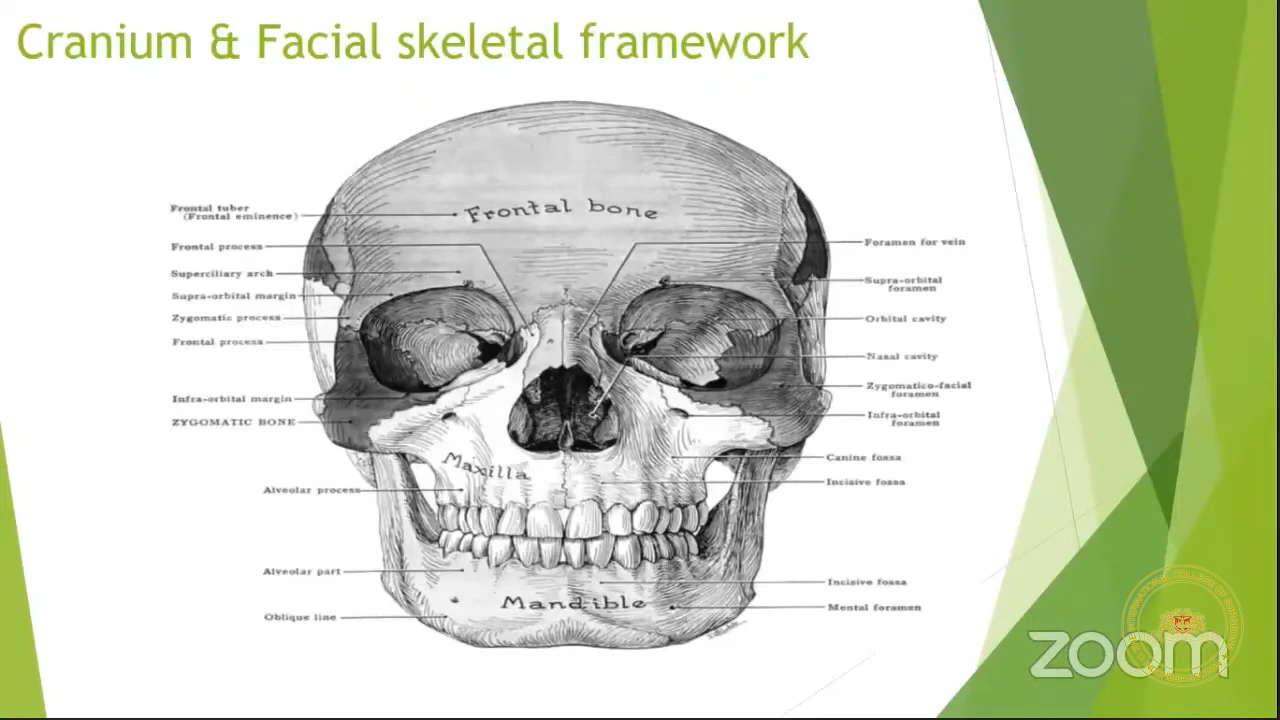 Cranium & Facial skeletal framework
Frontal tuber
(Frontal eminence)
Frontal process
Superciliary arch
Supra-orbital margin
Zygomatic process
Frontal process
Infra-orbital margin
ZYGOMATIC BONE
Alveolar process
Alveolar part
Oblique line
Frontal bone
Maxilla
Mandible
Foramen for vein
Supra-orbital
foramen
Orbital cavity
Nasal cavity
Zygomatico-facial
foramen
Infra-orbital
foramen
Canine fossa
Incisive fossa
Incisive fossa
Mental foramen
zoom